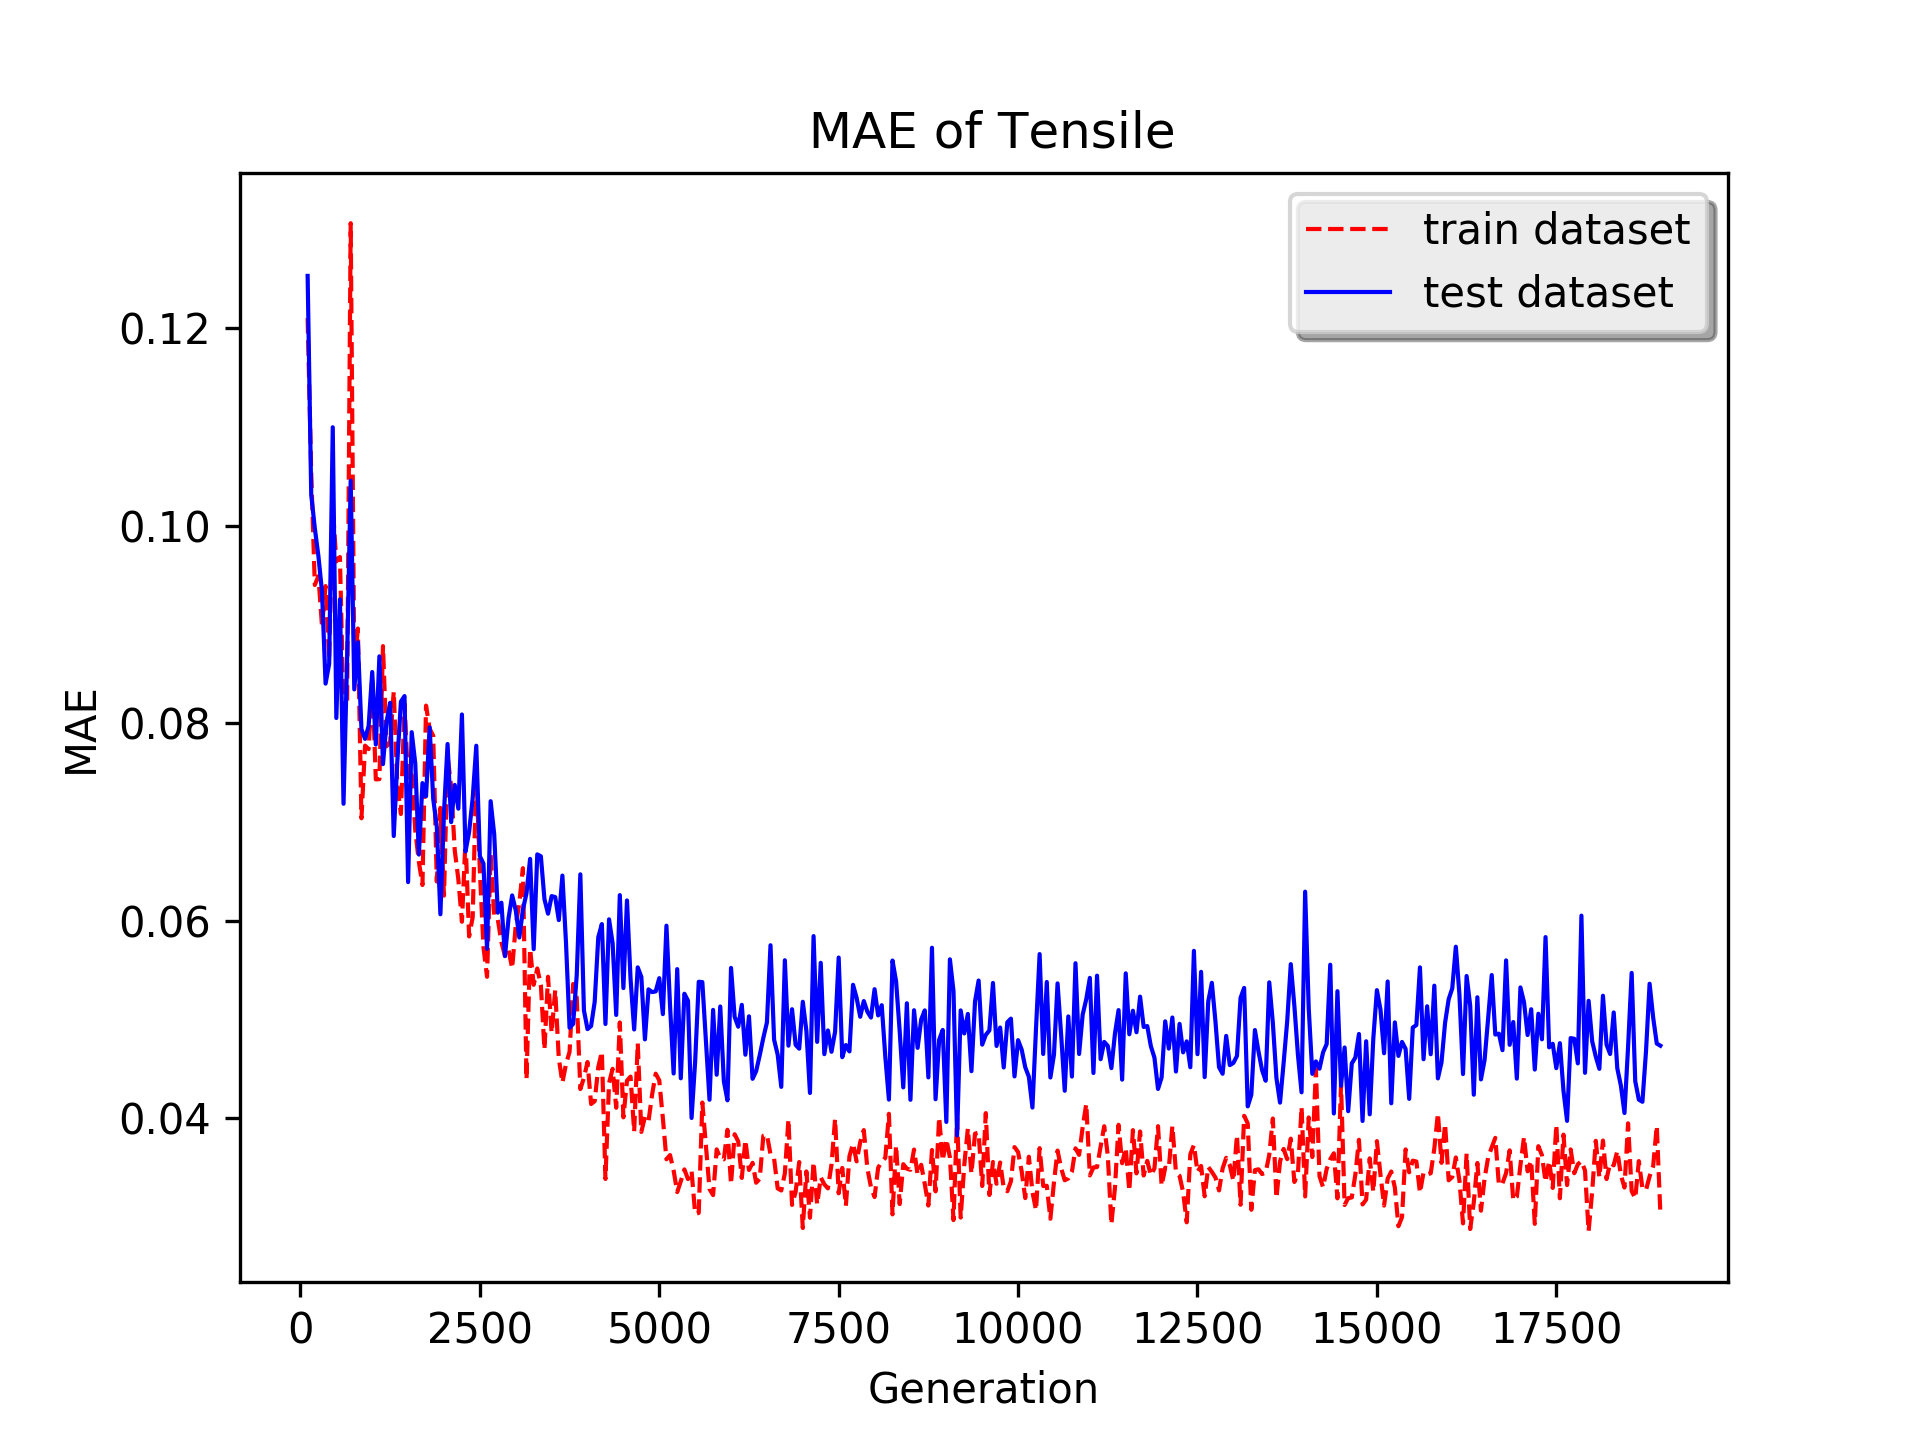 MAE of Tensile
train dataset
test dataset
MAE
0.12
0.10
0.08
0.06
0.04
0 2500 5000 7500 10000 12500 15000 17500
Generation